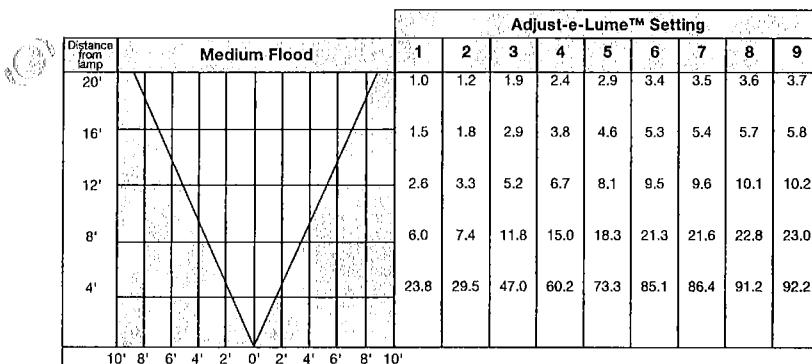 Adjust-e-Lume™ Setting
Distance from lamp Medium Flood 1 2 3 4 5 6 7 8 9
20' 1.0 1.2 1.9 2.4 2.9 3.4 3.5 3.6 3.7
16' 1.5 1.8 2.9 3.8 4.6 5.3 5.4 5.7 5.8
12' 2.6 3.3 5.2 6.7 8.1 9.5 9.6 10.1 10.2
8' 6.0 7.4 11.8 15.0 18.3 21.3 21.6 22.8 23.0
4' 23.8 29.5 47.0 60.2 73.3 85.1 86.4 91.2 92.2
10' 8' 6' 4' 2' 0' 2' 4' 6' 8' 10'